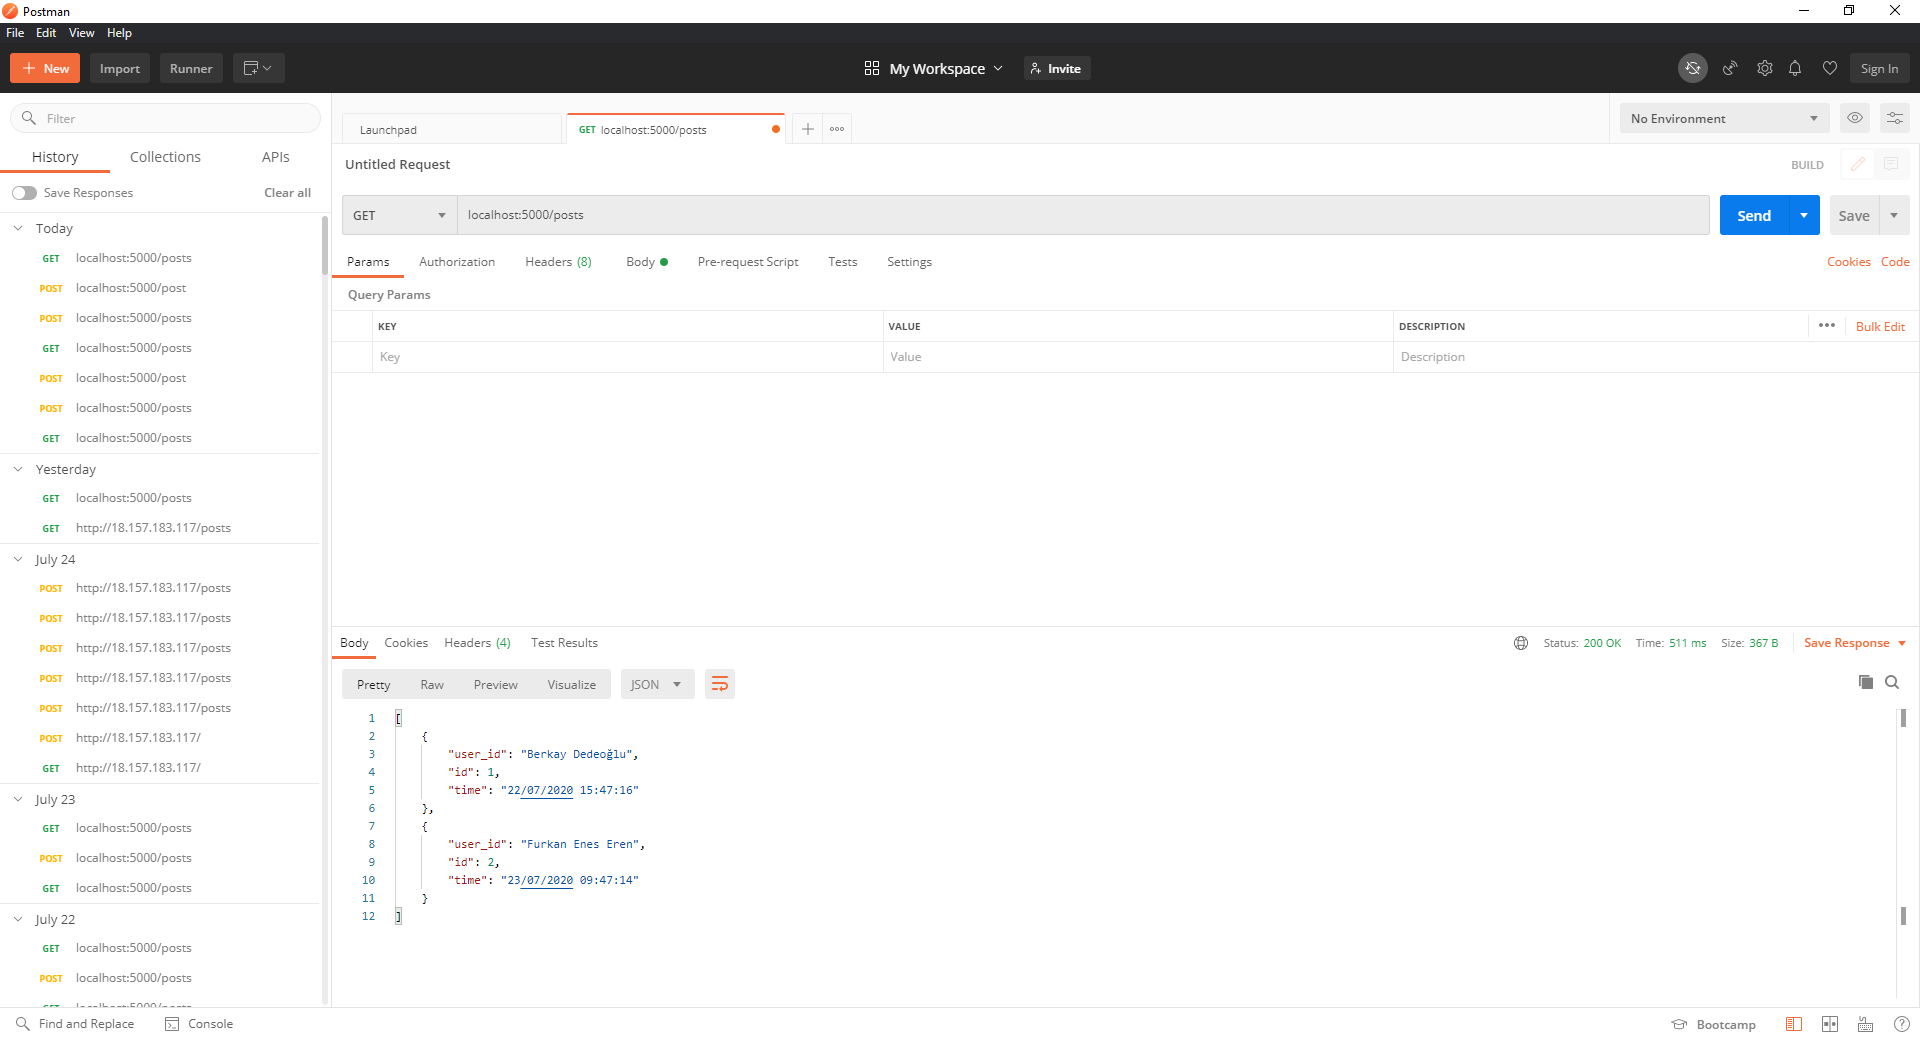 Postman
File Edit View Help
New Import Runner My Workspace Invite Sign In
Filter
History Collections APIs
Save Responses Clear all
Today
GET localhost:5000/posts
POST localhost:5000/post
POST localhost:5000/posts
GET localhost:5000/posts
POST localhost:5000/post
POST localhost:5000/posts
GET localhost:5000/posts
Yesterday
GET localhost:5000/posts
GET http://18.157.183.117/posts
July 24
POST http://18.157.183.117/posts
POST http://18.157.183.117/posts
POST http://18.157.183.117/posts
POST http://18.157.183.117/posts
POST http://18.157.183.117/posts
POST http://18.157.183.117/
GET http://18.157.183.117/
July 23
GET localhost:5000/posts
POST localhost:5000/posts
GET localhost:5000/posts
July 22
GET localhost:5000/posts
POST localhost:5000/posts
GET localhost:5000/posts
Launchpad GET localhost:5000/posts No Environment
Untitled Request BUILD
GET localhost:5000/posts Send Save
Params Authorization Headers (8) Body Pre-request Script Tests Settings Cookies Code
Query Params
KEY VALUE DESCRIPTION Bulk Edit
Key Value Description
Body Cookies Headers (4) Test Results Status: 200 OK Time: 511 ms Size: 367 B Save Response
Pretty Raw Preview Visualize JSON
1 [
2 {
3 "user_id": "Berkay Dedeoğlu",
4 "id": 1,
5 "time": "22/07/2020 15:47:16"
6 },
7 {
8 "user_id": "Furkan Enes Eren",
9 "id": 2,
10 "time": "23/07/2020 09:47:14"
11 }
12 ]
Find and Replace Console Bootcamp